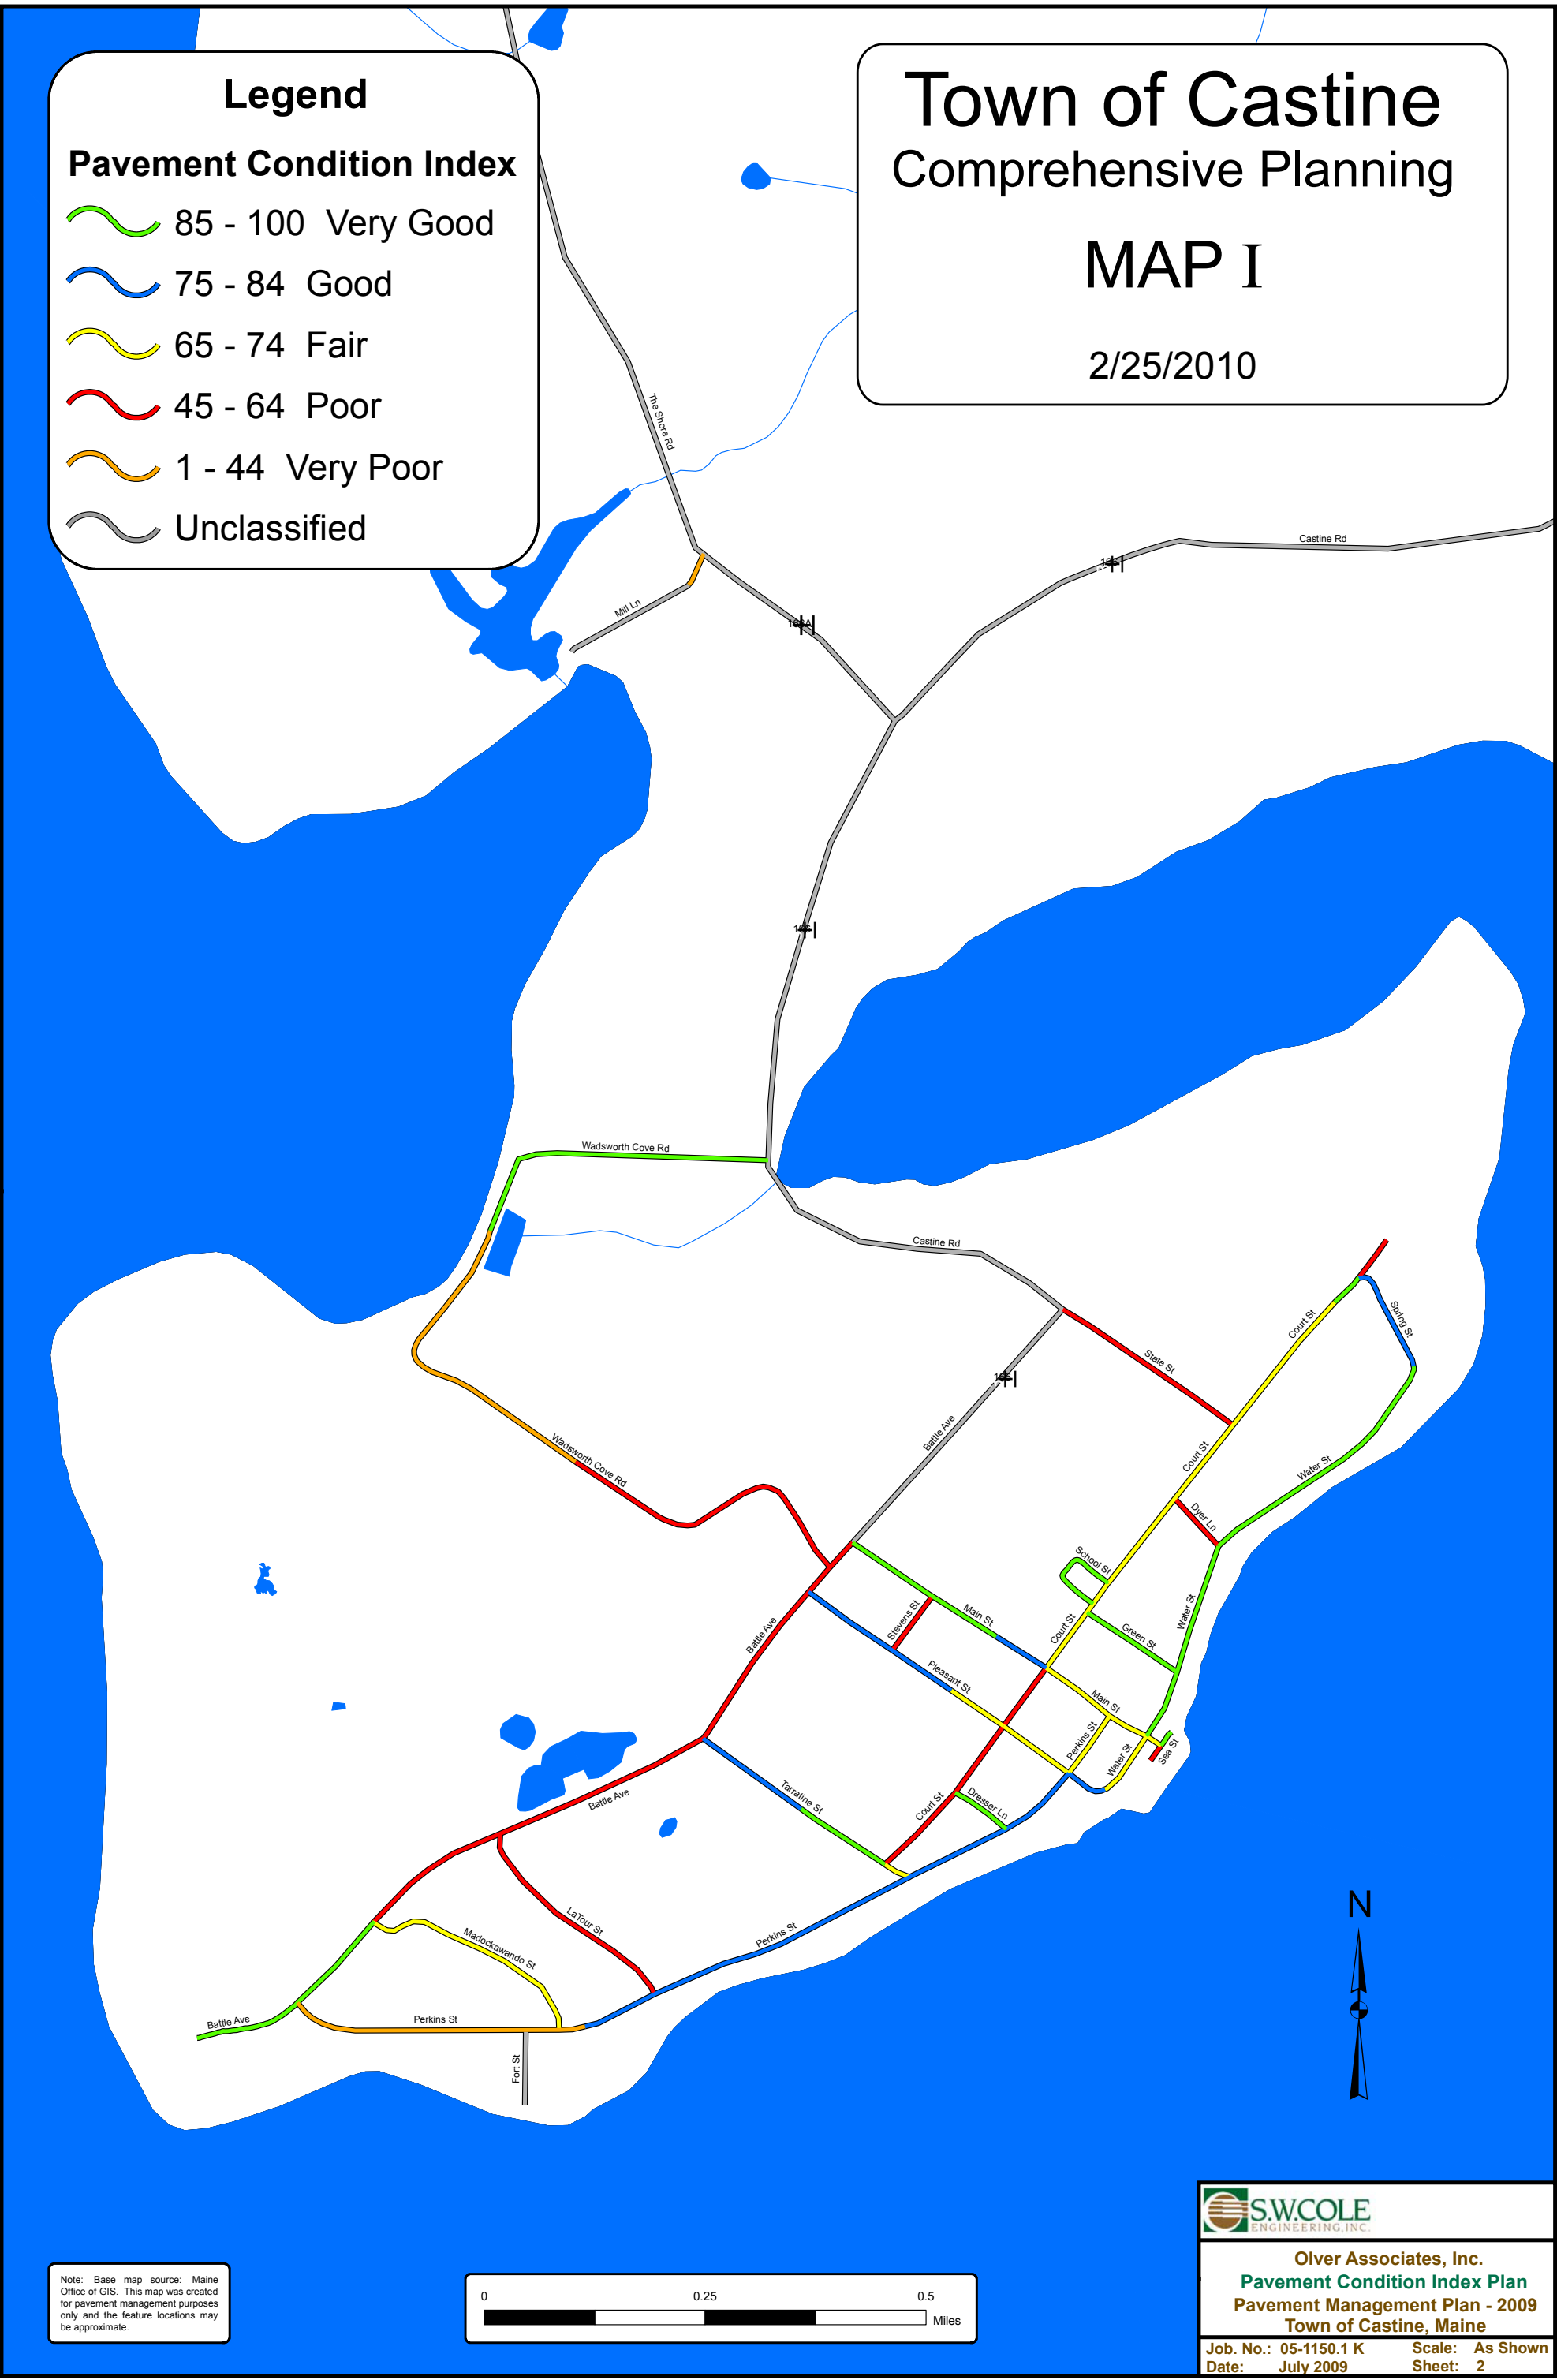 Legend
Pavement Condition Index
85 - 100 Very Good
75 - 84 Good
65 - 74 Fair
45 - 64 Poor
1 - 44 Very Poor
Unclassified
Town of Castine
Comprehensive Planning
MAP I
2/25/2010
The Shore Rd
Castine Rd
Mill Ln
Wadsworth Cove Rd
Castine Rd
Court St
Spring St
State St
Battle Ave
Court St
Wadsworth Cove Rd
Water St
Dyer Ln
School St
Stevens St
Main St
Court St
Green St
Water St
Battle Ave
Pleasant St
Main St
Perkins St
Water St
Sea St
Tarratine St
Battle Ave
Court St
Dresser Ln
LaTour St
Madockawando St
Perkins St
Battle Ave
Perkins St
Fort St
N
Note: Base map source: Maine
Office of GIS. This map was created
for pavement management purposes
only and the feature locations may
be approximate.
0 0.25 0.5
Miles
S.W.COLE
ENGINEERING,INC.
Olver Associates, Inc.
Pavement Condition Index Plan
Pavement Management Plan - 2009
Town of Castine, Maine
Job. No.: 05-1150.1 K Scale: As Shown
Date: July 2009 Sheet: 2